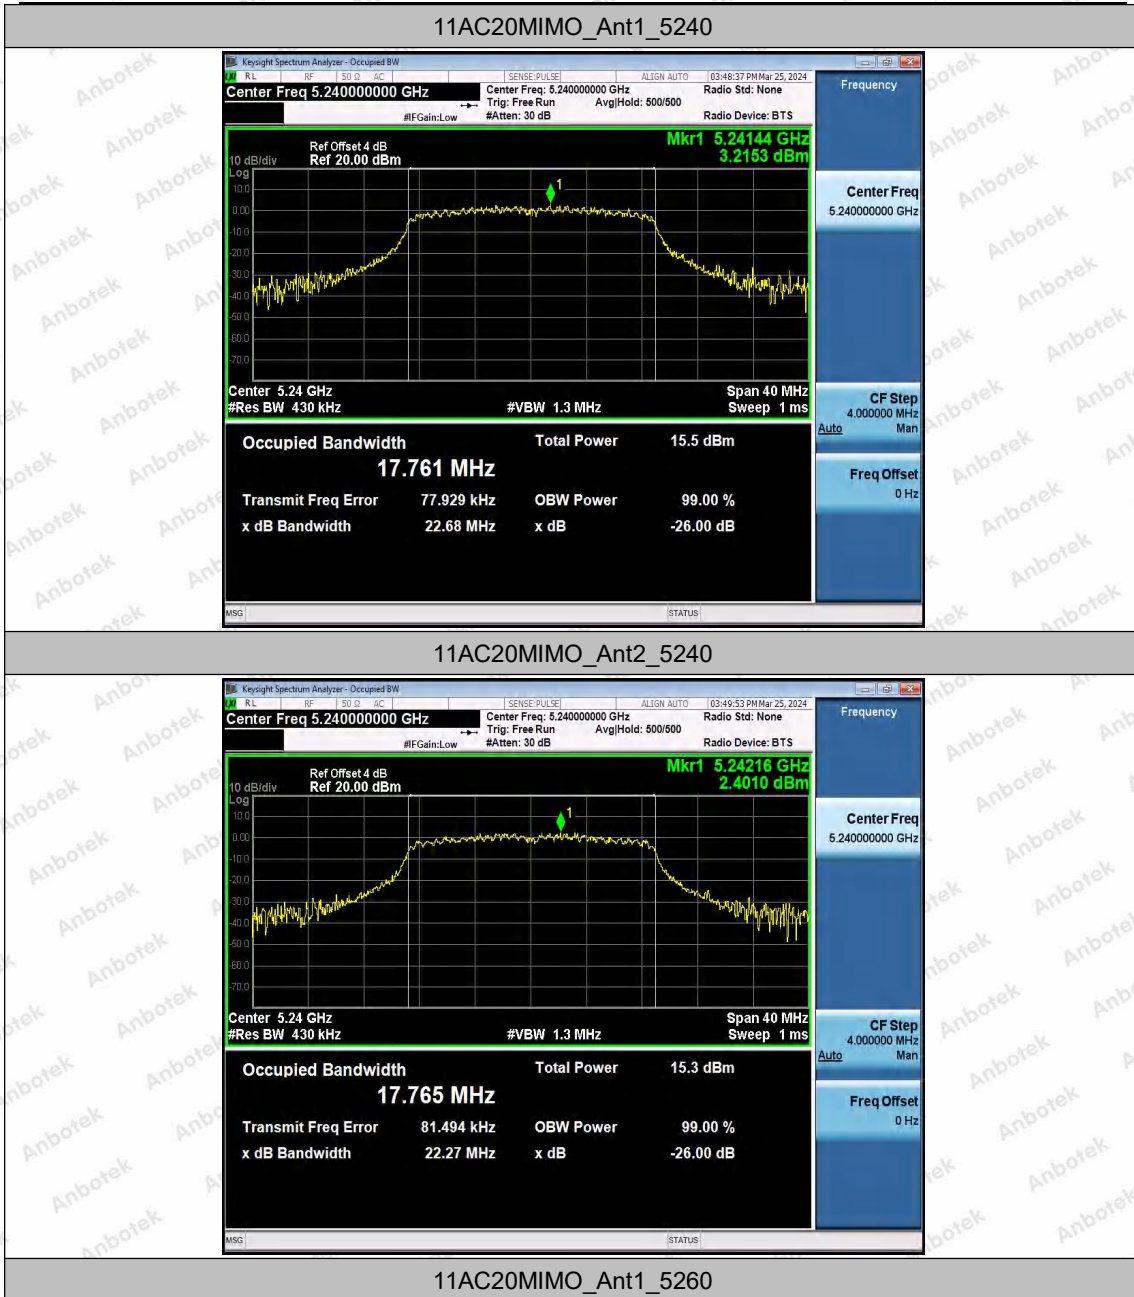 11AC20MIMO_Ant1_5240
Keysight Spectrum Analyzer - Occupied BW
RL RF 50 Ω AC SENSE:PULSE ALIGN AUTO 03:48:37 PM Mar 25, 2024
Center Freq 5.240000000 GHz Center Freq: 5.240000000 GHz Radio Std: None Frequency
Trig: Free Run Avg|Hold: 500/500
#IFGain:Low #Atten: 30 dB Radio Device: BTS
Mkr1 5.24144 GHz
3.2153 dBm
Ref Offset 4 dB
10 dB/div Ref 20.00 dBm
Log
10.0
0.00
-10.0
-20.0
-30.0
-40.0
-60.0
-70.0
1
Center Freq
5.240000000 GHz
Center 5.24 GHz Span 40 MHz
#Res BW 430 kHz #VBW 1.3 MHz Sweep 1 ms
CF Step
4.000000 MHz
Auto Man
Occupied Bandwidth Total Power 15.5 dBm
17.761 MHz
Transmit Freq Error 77.929 kHz OBW Power 99.00 %
x dB Bandwidth 22.68 MHz x dB -26.00 dB
Freq Offset
0 Hz
MSG STATUS
11AC20MIMO_Ant2_5240
Keysight Spectrum Analyzer - Occupied BW
RL RF 50 Ω AC SENSE:PULSE ALIGN AUTO 03:49:53 PM Mar 25, 2024
Center Freq 5.240000000 GHz Center Freq: 5.240000000 GHz Radio Std: None Frequency
Trig: Free Run Avg|Hold: 500/500
#IFGain:Low #Atten: 30 dB Radio Device: BTS
Mkr1 5.24216 GHz
2.4010 dBm
Ref Offset 4 dB
10 dB/div Ref 20.00 dBm
Log
10.0
0.00
-10.0
-20.0
-30.0
-40.0
-50.0
-60.0
-70.0
1
Center Freq
5.240000000 GHz
Center 5.24 GHz Span 40 MHz
#Res BW 430 kHz #VBW 1.3 MHz Sweep 1 ms
CF Step
4.000000 MHz
Auto Man
Occupied Bandwidth Total Power 15.3 dBm
17.765 MHz
Transmit Freq Error 81.494 kHz OBW Power 99.00 %
x dB Bandwidth 22.27 MHz x dB -26.00 dB
Freq Offset
0 Hz
MSG STATUS
11AC20MIMO_Ant1_5260
Anbotek